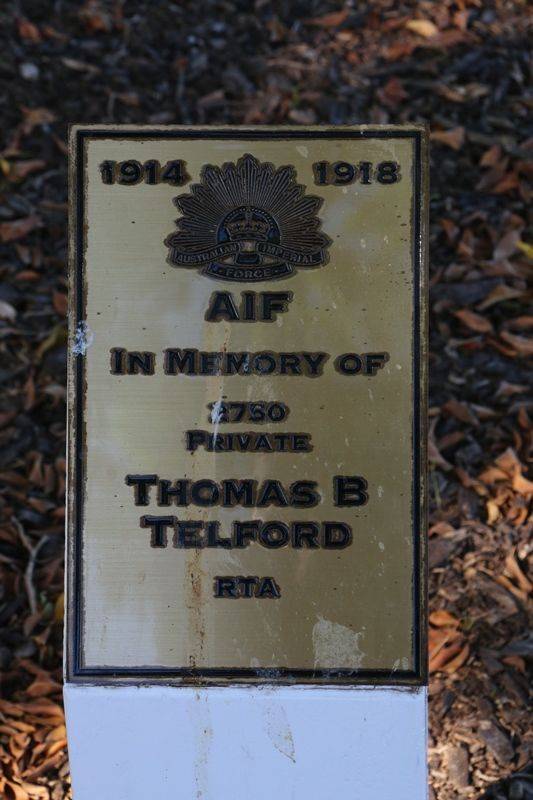 1914 1918
AUSTRALIAN IMPERIAL
FORCE
AIF
IN MEMORY OF
2750
PRIVATE
THOMAS B
TELFORD
RTA